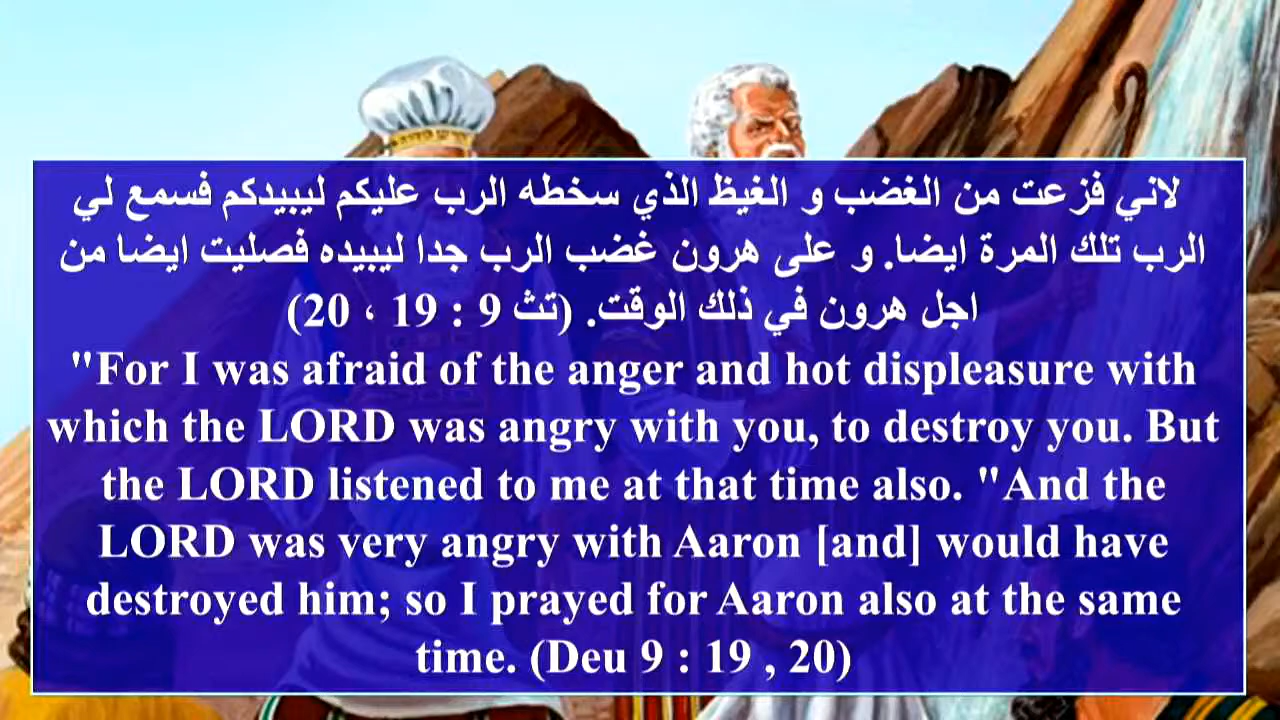 لاني فزعت من الغضب و الغيظ الذي سخطه الرب عليكم ليبيدكم فسمع لي
الرب تلك المرة ايضا. و على هرون غضب الرب جدا ليبيده فصليت ايضا من
اجل هرون في ذلك الوقت. (تث 9 : 19 ، 20)
"For I was afraid of the anger and hot displeasure with
which the LORD was angry with you, to destroy you. But
the LORD listened to me at that time also. "And the
LORD was very angry with Aaron [and] would have
destroyed him; so I prayed for Aaron also at the same
time. (Deu 9 : 19 , 20)